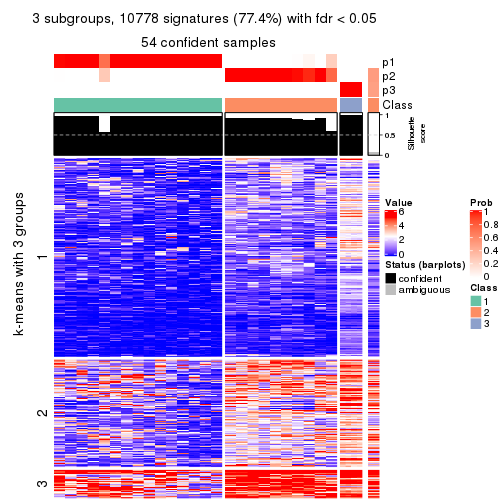 3 subgroups, 10778 signatures (77.4%) with fdr < 0.05
54 confident samples
p1
p2
p3
Class
1
0.5
0
Silhouette
score
k-means with 3 groups
1
2
3
Value
6
4
2
0
Status (barplots)
confident
ambiguous
Prob
1
0.8
0.6
0.4
0.2
0
Class
1
2
3